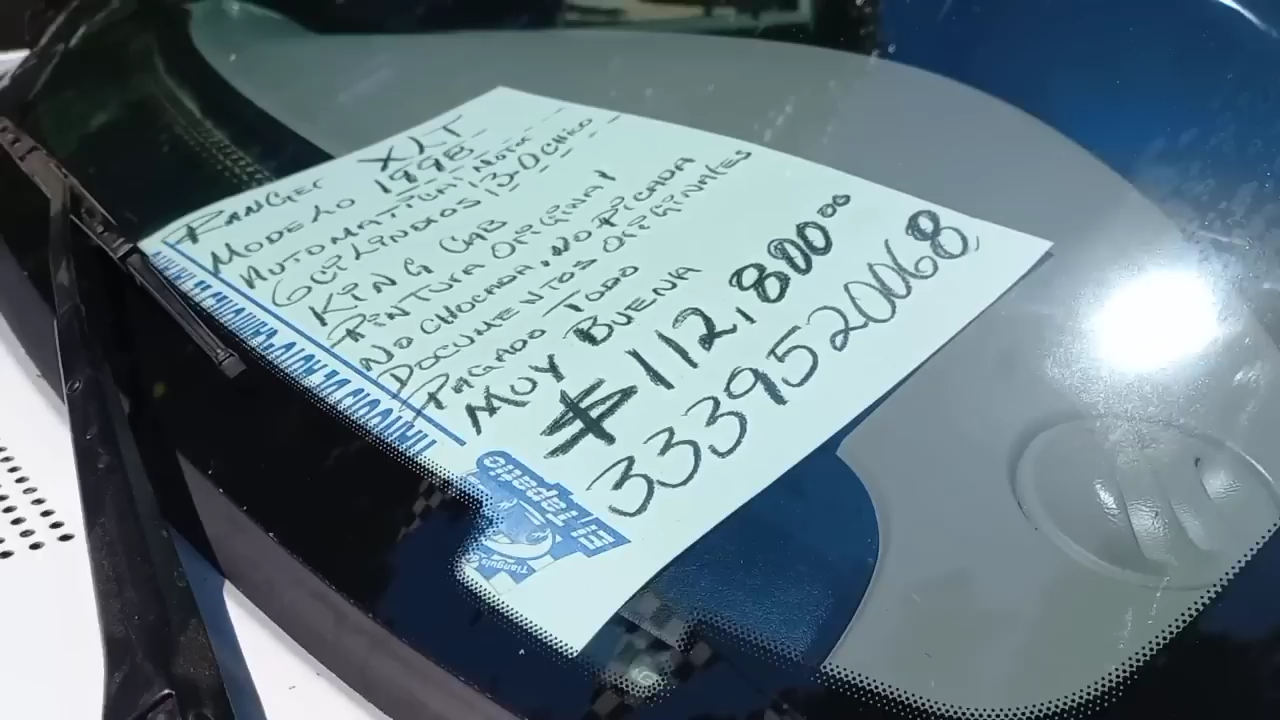 RANGER XLT
MODELO 1998
AUTOMATICA, MOTOR
6 CILINDROS 3.0 CHICO
KING CAB
PINTURA ORIGINAL
NO CHOCADA, NO PICADA
DOCUMENTOS ORIGINALES
PAGADO TODO
MUY BUENA
$112,800.00
3339520068
El Tapatio
Tianguis